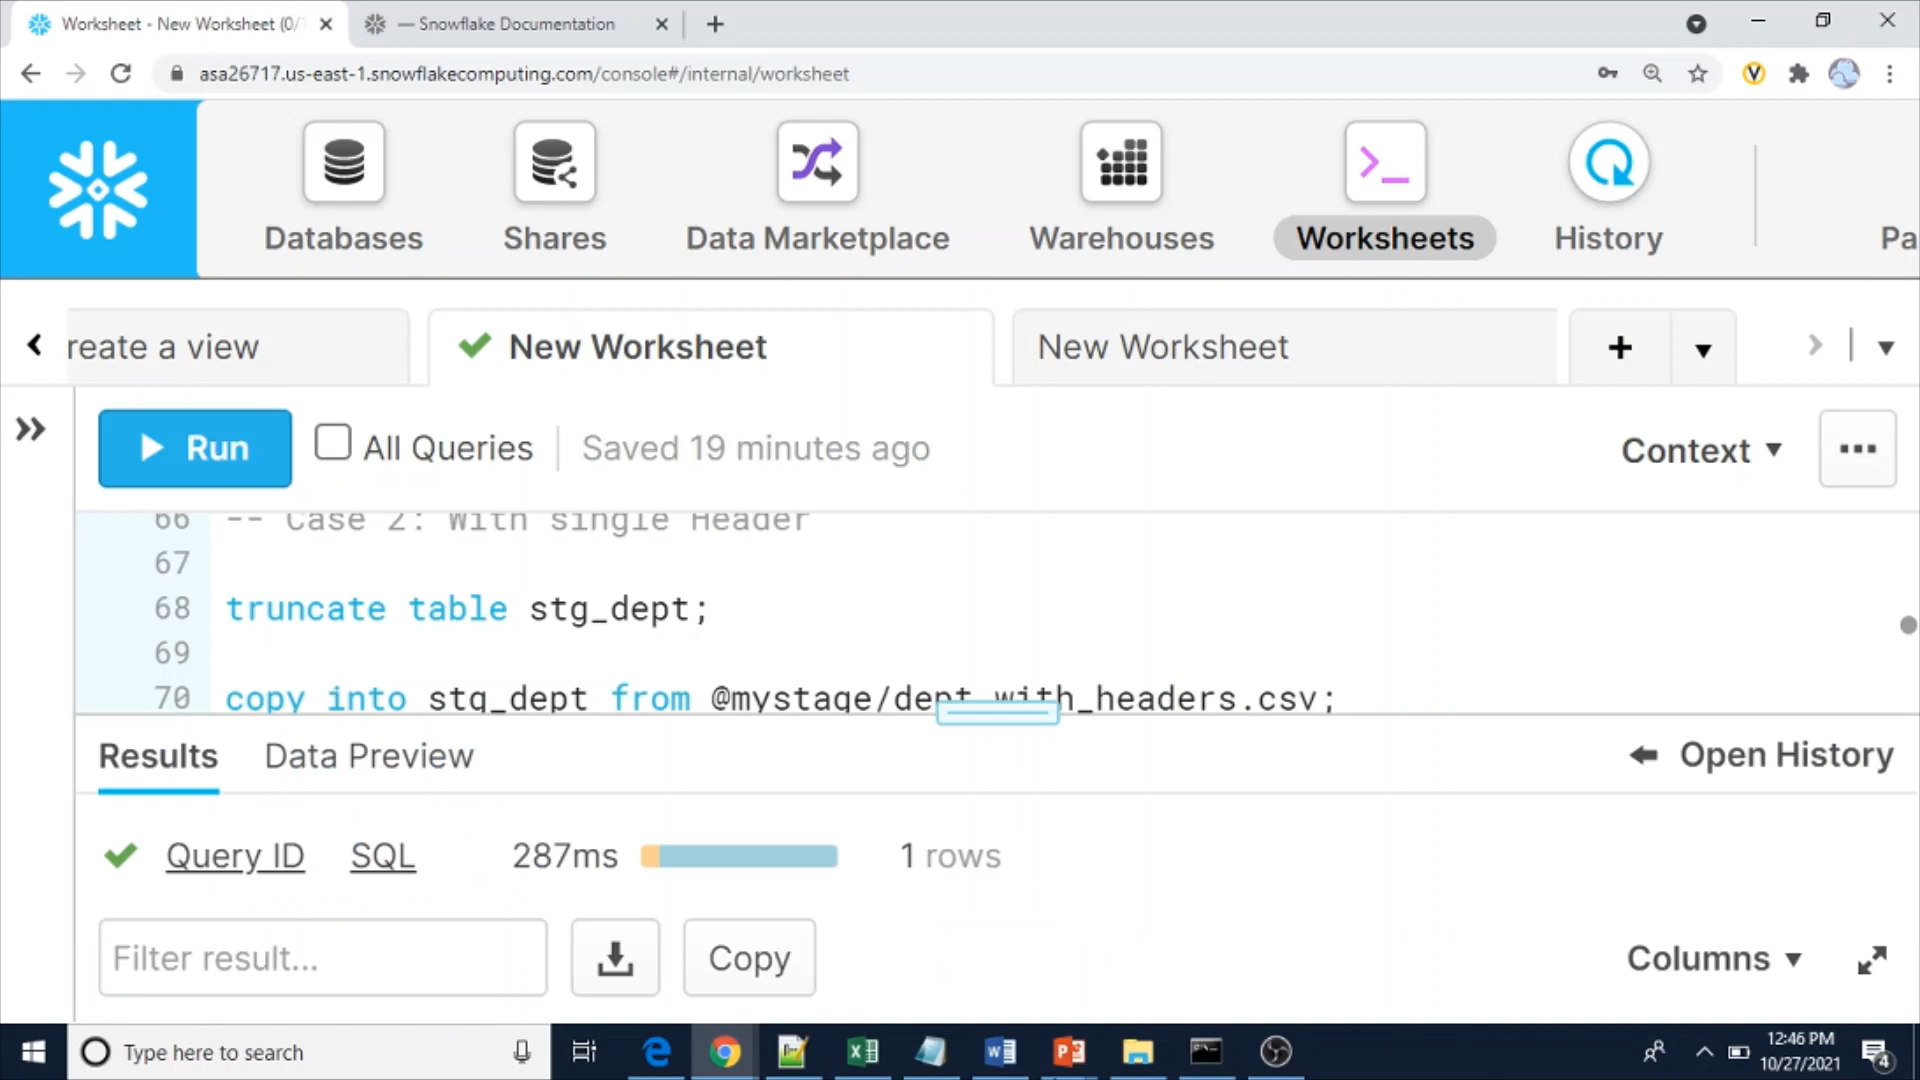 Worksheet - New Worksheet (0/
— Snowflake Documentation
asa26717.us-east-1.snowflakecomputing.com/console#/internal/worksheet
Databases
Shares
Data Marketplace
Warehouses
Worksheets
History
Pa
reate a view
New Worksheet
New Worksheet
Run
All Queries
Saved 19 minutes ago
Context
66 -- Case 2: With single Header
67
68 truncate table stg_dept;
69
70 copy into stg_dept from @mystage/dept_with_headers.csv;
Results
Data Preview
Open History
Query ID
SQL
287ms
1 rows
Filter result...
Copy
Columns
Type here to search
12:46 PM
10/27/2021
4